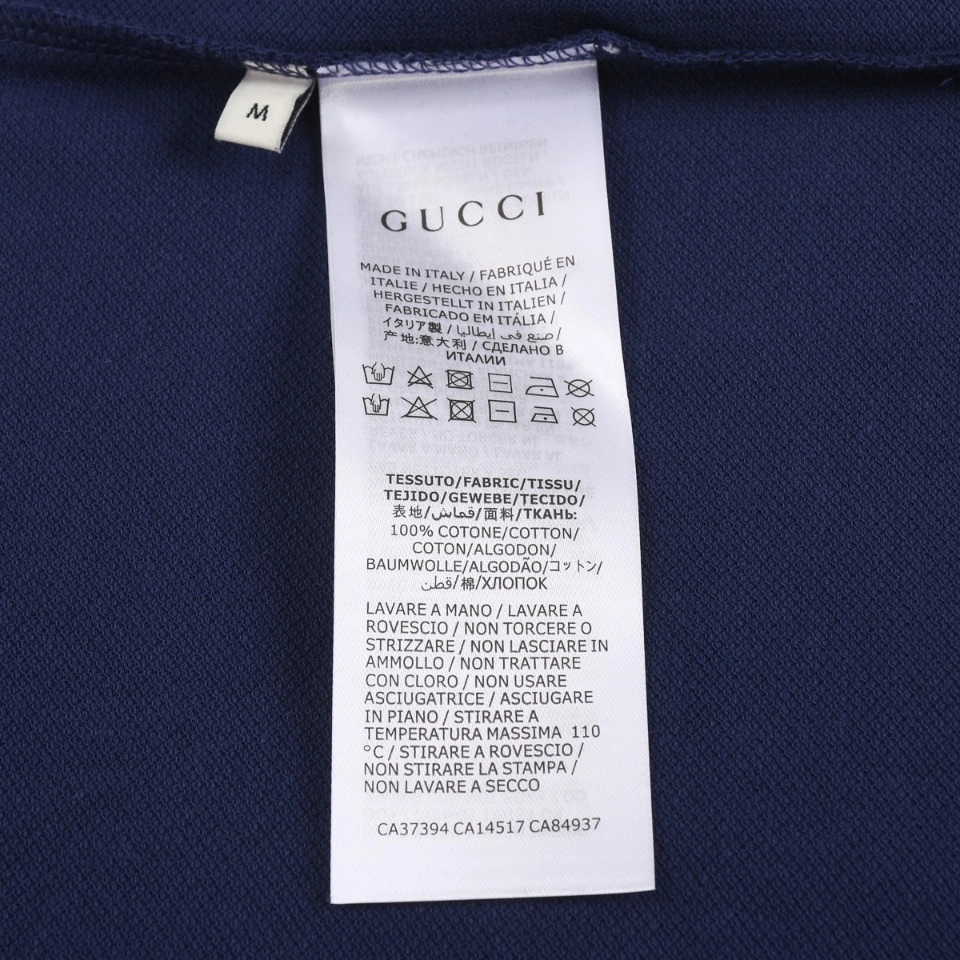 M
GUCCI
MADE IN ITALY / FABRIQUÉ EN
ITALIE / HECHO EN ITALIA /
HERGESTELLT IN ITALIEN /
FABRICADO EM ITÁLIA /
イタリア製 / صنع في إيطاليا /
产地:意大利 / СДЕЛАНО В
ИТАЛИИ
TESSUTO/FABRIC/TISSU/
TEJIDO/GEWEBE/TECIDO/
表地/قماش/面料/ТКАНЬ:
100% COTONE/COTTON/
COTON/ALGODON/
BAUMWOLLE/ALGODÃO/コットン/
قطن/棉/ХЛОПОК
LAVARE A MANO / LAVARE A
ROVESCIO / NON TORCERE O
STRIZZARE / NON LASCIARE IN
AMMOLLO / NON TRATTARE
CON CLORO / NON USARE
ASCIUGATRICE / ASCIUGARE
IN PIANO / STIRARE A
TEMPERATURA MASSIMA 110
°C / STIRARE A ROVESCIO /
NON STIRARE LA STAMPA /
NON LAVARE A SECCO
CA37394 CA14517 CA84937